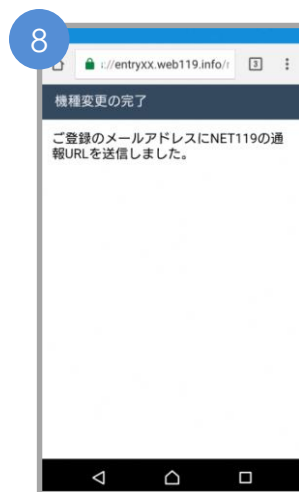 8
://entryxx.web119.info/r
3
機種変更の完了
ご登録のメールアドレスにNET119の通
報URLを送信しました。